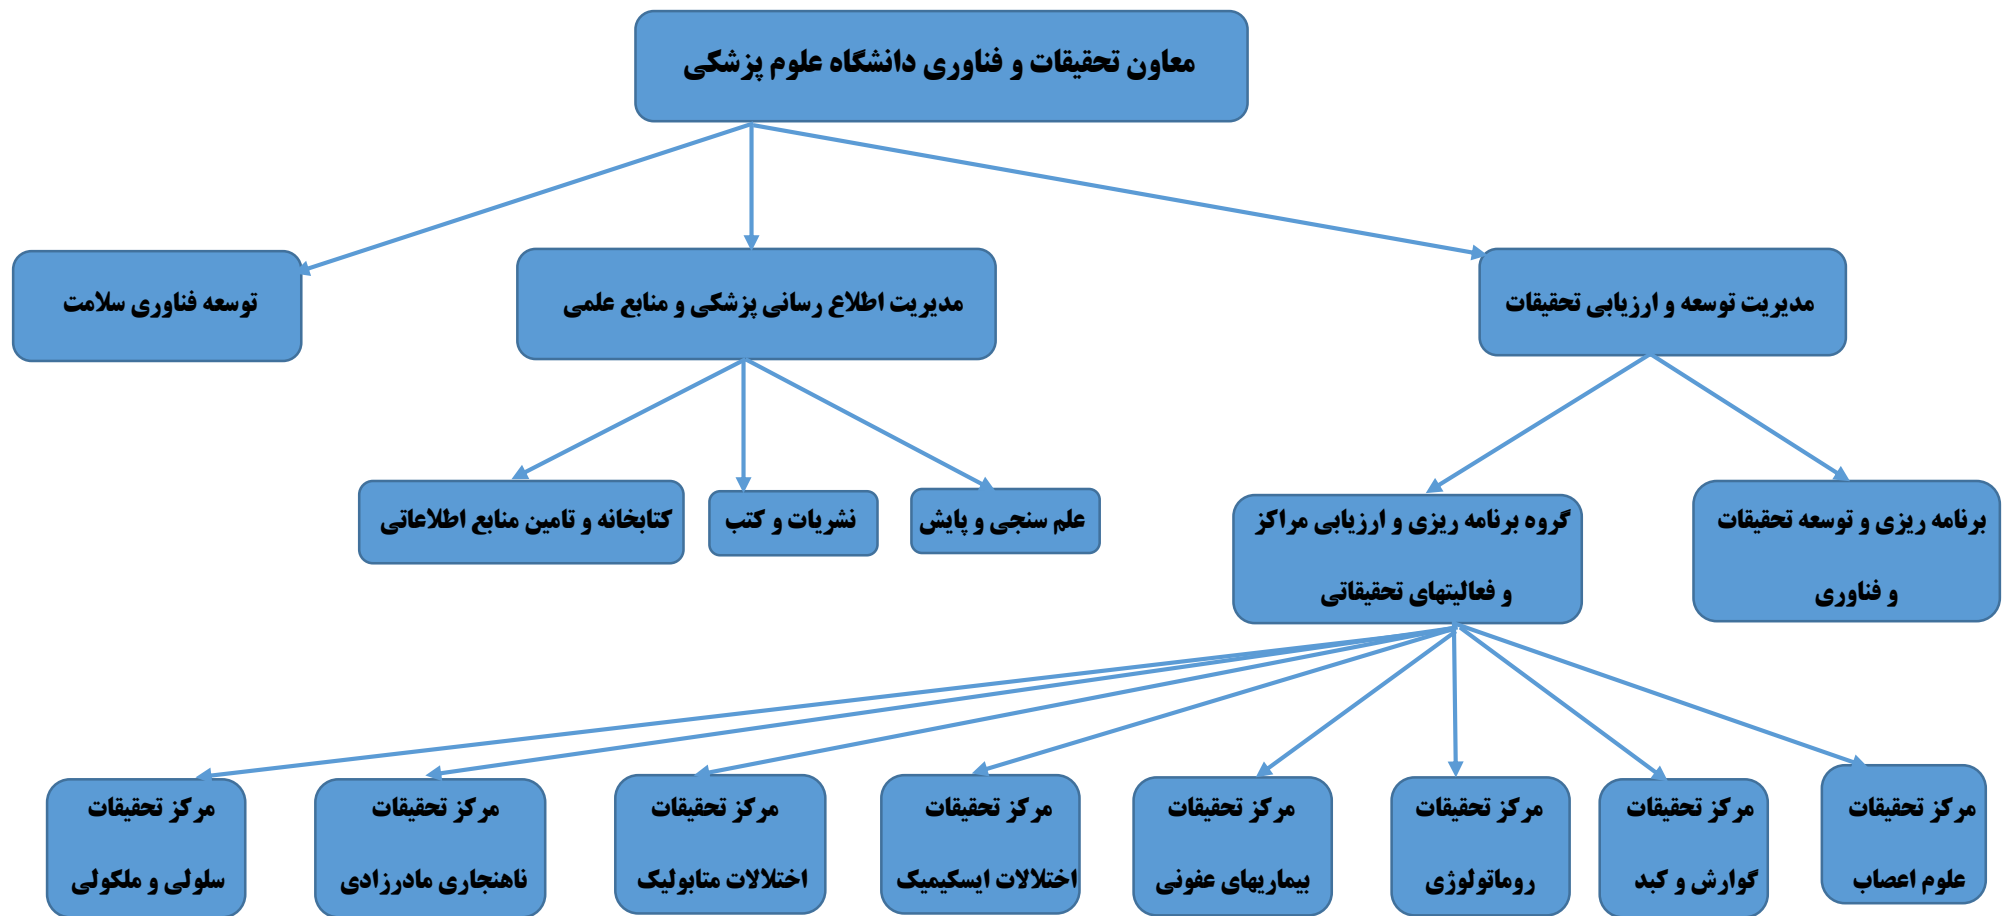 معاون تحقیقات و فناوری دانشگاه علوم پزشکی
مدیریت توسعه و ارزیابی تحقیقات
مدیریت اطلاع رسانی پزشکی و منابع علمی
توسعه فناوری سلامت
برنامه ریزی و توسعه تحقیقات
و فناوری
گروه برنامه ریزی و ارزیابی مراکز
و فعالیتهای تحقیقاتی
علم سنجی و پایش
نشریات و کتب
کتابخانه و تامین منابع اطلاعاتی
مرکز تحقیقات
علوم اعصاب
مرکز تحقیقات
گوارش و کبد
مرکز تحقیقات
روماتولوژی
مرکز تحقیقات
بیماریهای عفونی
مرکز تحقیقات
اختلالات ایسکیمیک
مرکز تحقیقات
اختلالات متابولیک
مرکز تحقیقات
ناهنجاری مادرزادی
مرکز تحقیقات
سلولی و ملکولی